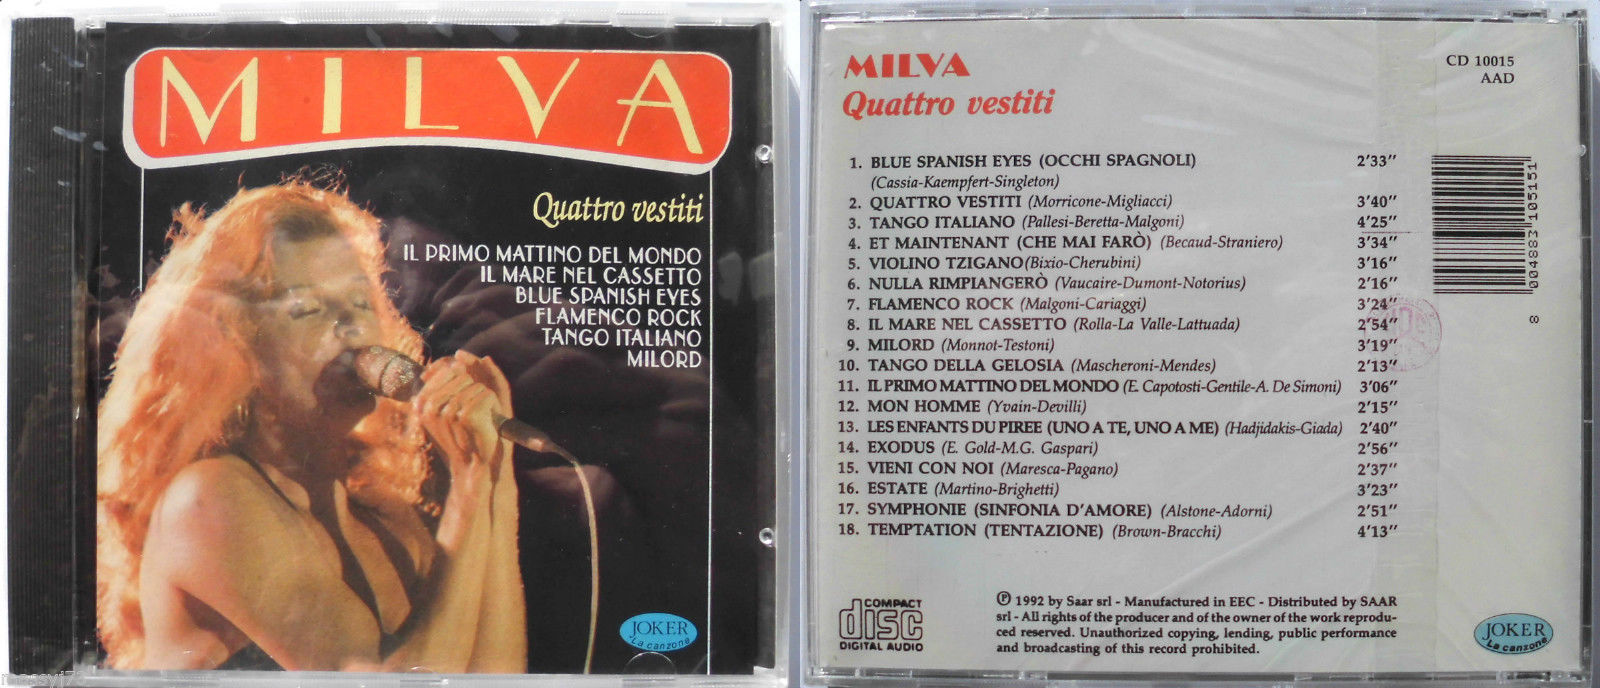 MILVA
Quattro vestiti
IL PRIMO MATTINO DEL MONDO
IL MARE NEL CASSETTO
BLUE SPANISH EYES
FLAMENCO ROCK
TANGO ITALIANO
MILORD
JOKER
La canzone
MILVA
Quattro vestiti
CD 10015
AAD
1. BLUE SPANISH EYES (OCCHI SPAGNOLI) 2'33"
(Cassia-Kaempfert-Singleton)
2. QUATTRO VESTITI (Morricone-Migliacci) 3'40"
3. TANGO ITALIANO (Pallesi-Beretta-Malgoni) 4'25"
4. ET MAINTENANT (CHE MAI FARÒ) (Becaud-Straniero) 3'34"
5. VIOLINO TZIGANO(Bixio-Cherubini) 3'16"
6. NULLA RIMPIANGERÒ (Vaucaire-Dumont-Notorius) 2'16"
7. FLAMENCO ROCK (Malgoni-Cariaggi) 3'24"
8. IL MARE NEL CASSETTO (Rolla-La Valle-Lattuada) 2'54"
9. MILORD (Monnot-Testoni) 3'19"
10. TANGO DELLA GELOSIA (Mascheroni-Mendes) 2'13"
11. IL PRIMO MATTINO DEL MONDO (E. Capotosti-Gentile-A. De Simoni) 3'06"
12. MON HOMME (Yvain-Devilli) 2'15"
13. LES ENFANTS DU PIREE (UNO A TE, UNO A ME) (Hadjidakis-Giada) 2'40"
14. EXODUS (E. Gold-M.G. Gaspari) 2'56"
15. VIENI CON NOI (Maresca-Pagano) 2'37"
16. ESTATE (Martino-Brighetti) 3'23"
17. SYMPHONIE (SINFONIA D'AMORE) (Alstone-Adorni) 2'51"
18. TEMPTATION (TENTAZIONE) (Brown-Bracchi) 4'13"
8 004883 105151
COMPACT
disc
DIGITAL AUDIO
℗ 1992 by Saar srl - Manufactured in EEC - Distributed by SAAR
srl - All rights of the producer and of the owner of the work reprodu-
ced reserved. Unauthorized copying, lending, public performance
and broadcasting of this record prohibited.
JOKER
La canzone